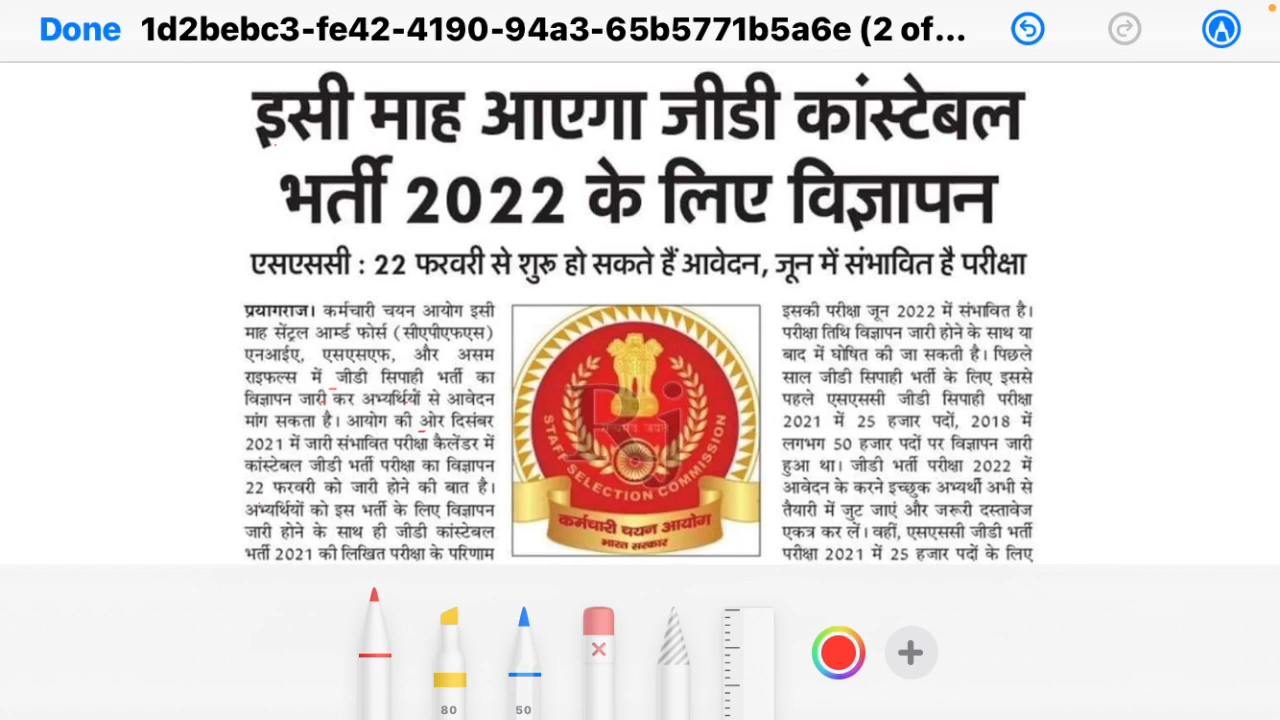 Done 1d2bebc3-fe42-4190-94a3-65b5771b5a6e (2 of...
इसी माह आएगा जीडी कांस्टेबल
भर्ती 2022 के लिए विज्ञापन
एसएससी : 22 फरवरी से शुरू हो सकते हैं आवेदन, जून में संभावित है परीक्षा
प्रयागराज। कर्मचारी चयन आयोग इसी
माह सेंट्रल आर्म्ड फोर्स (सीएपीएफएस)
एनआईए, एसएसएफ, और असम
राइफल्स में जीडी सिपाही भर्ती का
विज्ञापन जारी कर अभ्यर्थियों से आवेदन
मांग सकता है। आयोग की ओर दिसंबर
2021 में जारी संभावित परीक्षा कैलेंडर में
कांस्टेबल जीडी भर्ती परीक्षा का विज्ञापन
22 फरवरी को जारी होने की बात है।
अभ्यर्थियों को इस भर्ती के लिए विज्ञापन
जारी होने के साथ ही जीडी कांस्टेबल
भर्ती 2021 की लिखित परीक्षा के परिणाम
Rj
सत्यमेव जयते
STAFF SELECTION COMMISSION
कर्मचारी चयन आयोग
भारत सरकार
इसकी परीक्षा जून 2022 में संभावित है।
परीक्षा तिथि विज्ञापन जारी होने के साथ या
बाद में घोषित की जा सकती है। पिछले
साल जीडी सिपाही भर्ती के लिए इससे
पहले एसएससी जीडी सिपाही परीक्षा
2021 में 25 हजार पदों, 2018 में
लगभग 50 हजार पदों पर विज्ञापन जारी
हुआ था। जीडी भर्ती परीक्षा 2022 में
आवेदन के करने इच्छुक अभ्यर्थी अभी से
तैयारी में जुट जाएं और जरूरी दस्तावेज
एकत्र कर लें। वहीं, एसएससी जीडी भर्ती
परीक्षा 2021 में 25 हजार पदों के लिए
80
50